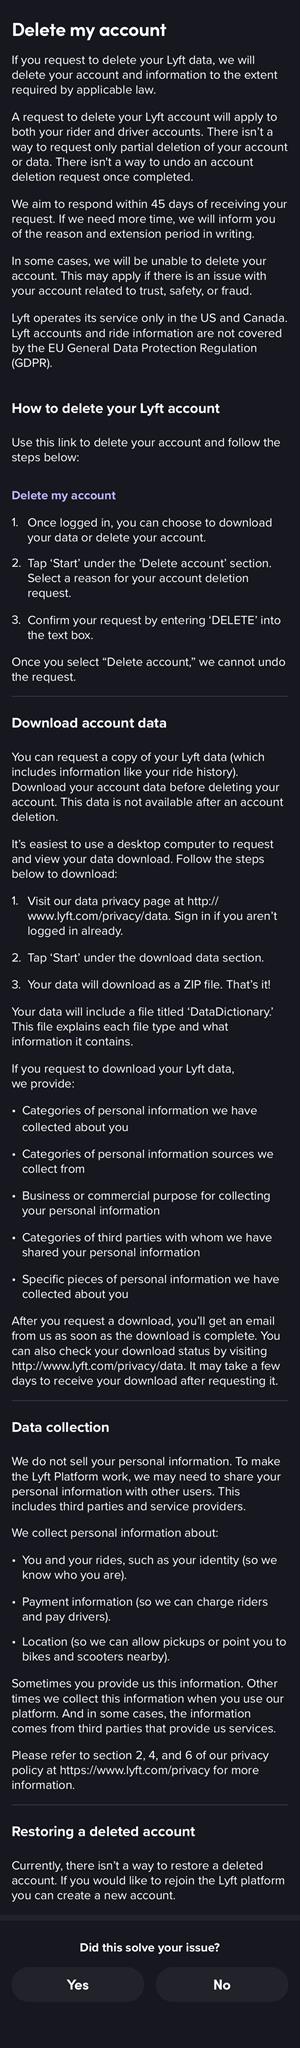 Delete my account
If you request to delete your Lyft data, we will
delete your account and information to the extent
required by applicable law.
A request to delete your Lyft account will apply to
both your rider and driver accounts. There isn't a
way to request only partial deletion of your account
or data. There isn't a way to undo an account
deletion request once completed.
We aim to respond within 45 days of receiving your
request. If we need more time, we will inform you
of the reason and extension period in writing.
In some cases, we will be unable to delete your
account. This may apply if there is an issue with
your account related to trust, safety, or fraud.
Lyft operates its service only in the US and Canada.
Lyft accounts and ride information are not covered
by the EU General Data Protection Regulation
(GDPR).
How to delete your Lyft account
Use this link to delete your account and follow the
steps below:
Delete my account
1. Once logged in, you can choose to download
your data or delete your account.
2. Tap 'Start' under the 'Delete account' section.
Select a reason for your account deletion
request.
3. Confirm your request by entering 'DELETE' into
the text box.
Once you select “Delete account,” we cannot undo
the request.
Download account data
You can request a copy of your Lyft data (which
includes information like your ride history).
Download your account data before deleting your
account. This data is not available after an account
deletion.
It's easiest to use a desktop computer to request
and view your data download. Follow the steps
below to download:
1. Visit our data privacy page at http://
www.lyft.com/privacy/data. Sign in if you aren't
logged in already.
2. Tap 'Start' under the download data section.
3. Your data will download as a ZIP file. That's it!
Your data will include a file titled 'DataDictionary.'
This file explains each file type and what
information it contains.
If you request to download your Lyft data,
we provide:
• Categories of personal information we have
collected about you
• Categories of personal information sources we
collect from
• Business or commercial purpose for collecting
your personal information
• Categories of third parties with whom we have
shared your personal information
• Specific pieces of personal information we have
collected about you
After you request a download, you'll get an email
from us as soon as the download is complete. You
can also check your download status by visiting
http://www.lyft.com/privacy/data. It may take a few
days to receive your download after requesting it.
Data collection
We do not sell your personal information. To make
the Lyft Platform work, we may need to share your
personal information with other users. This
includes third parties and service providers.
We collect personal information about:
• You and your rides, such as your identity (so we
know who you are).
• Payment information (so we can charge riders
and pay drivers).
• Location (so we can allow pickups or point you to
bikes and scooters nearby).
Sometimes you provide us this information. Other
times we collect this information when you use our
platform. And in some cases, the information
comes from third parties that provide us services.
Please refer to section 2, 4, and 6 of our privacy
policy at https://www.lyft.com/privacy for more
information.
Restoring a deleted account
Currently, there isn't a way to restore a deleted
account. If you would like to rejoin the Lyft platform
you can create a new account.
Did this solve your issue?
Yes
No